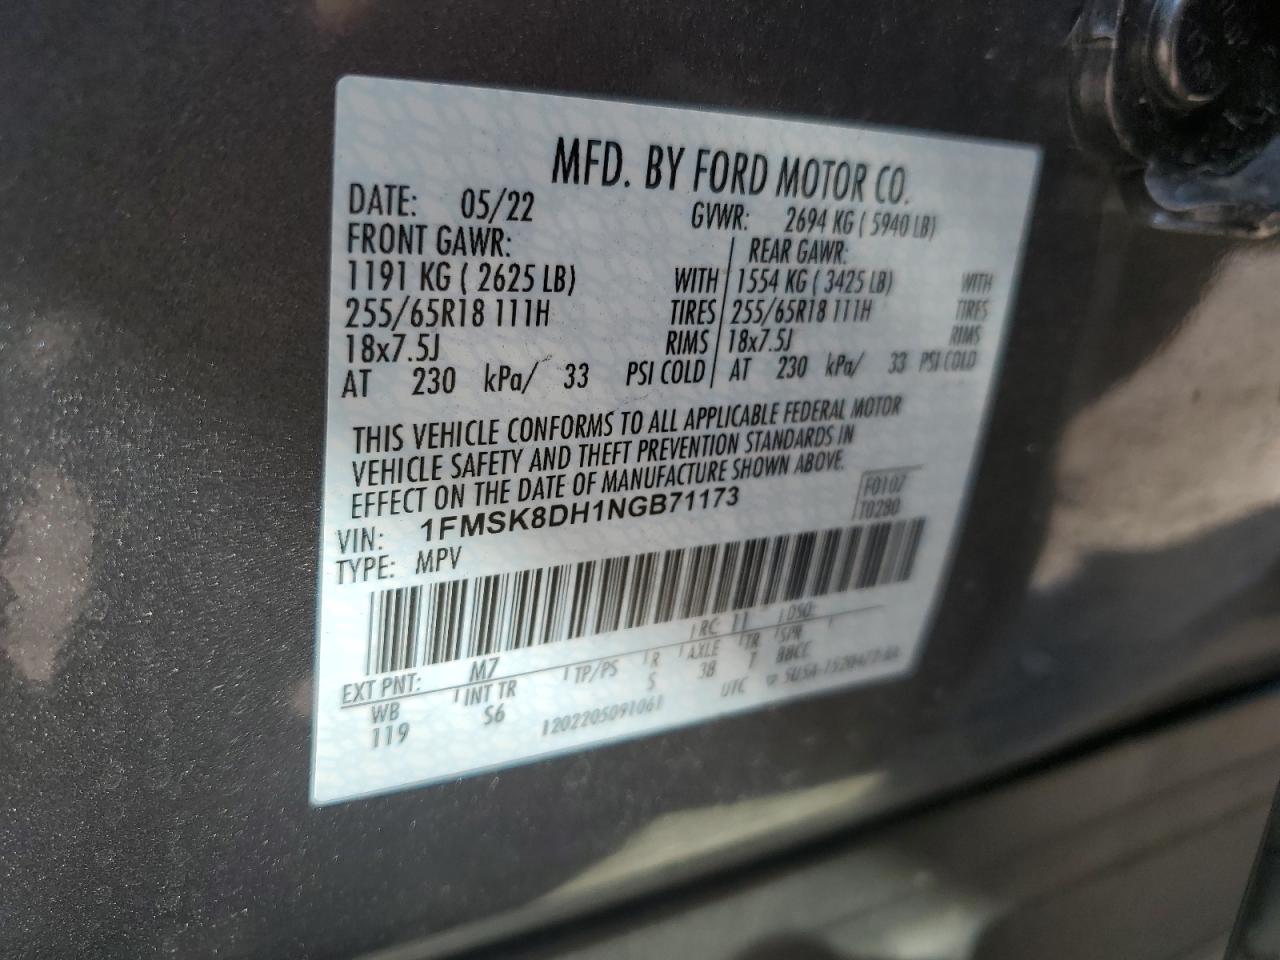 MFD. BY FORD MOTOR CO.
DATE: 05/22 GVWR: 2694 KG ( 5940 LB)
FRONT GAWR: REAR GAWR:
1191 KG ( 2625 LB) WITH 1554 KG ( 3425 LB) WITH
255/65R18 111H TIRES 255/65R18 111H TIRES
18x7.5J RIMS 18x7.5J RIMS
AT 230 kPa/ 33 PSI COLD AT 230 kPa/ 33 PSI COLD
THIS VEHICLE CONFORMS TO ALL APPLICABLE FEDERAL MOTOR
VEHICLE SAFETY AND THEFT PREVENTION STANDARDS IN
EFFECT ON THE DATE OF MANUFACTURE SHOWN ABOVE.
VIN: 1FMSK8DH1NGB71173 F0107
TYPE: MPV T0280
EXT PNT: M7 RC: 11 DSO:
WB INT TR TP/PS R AXLE TR SPR
119 S6 S 38 7 88CC
1202205091061 UTC